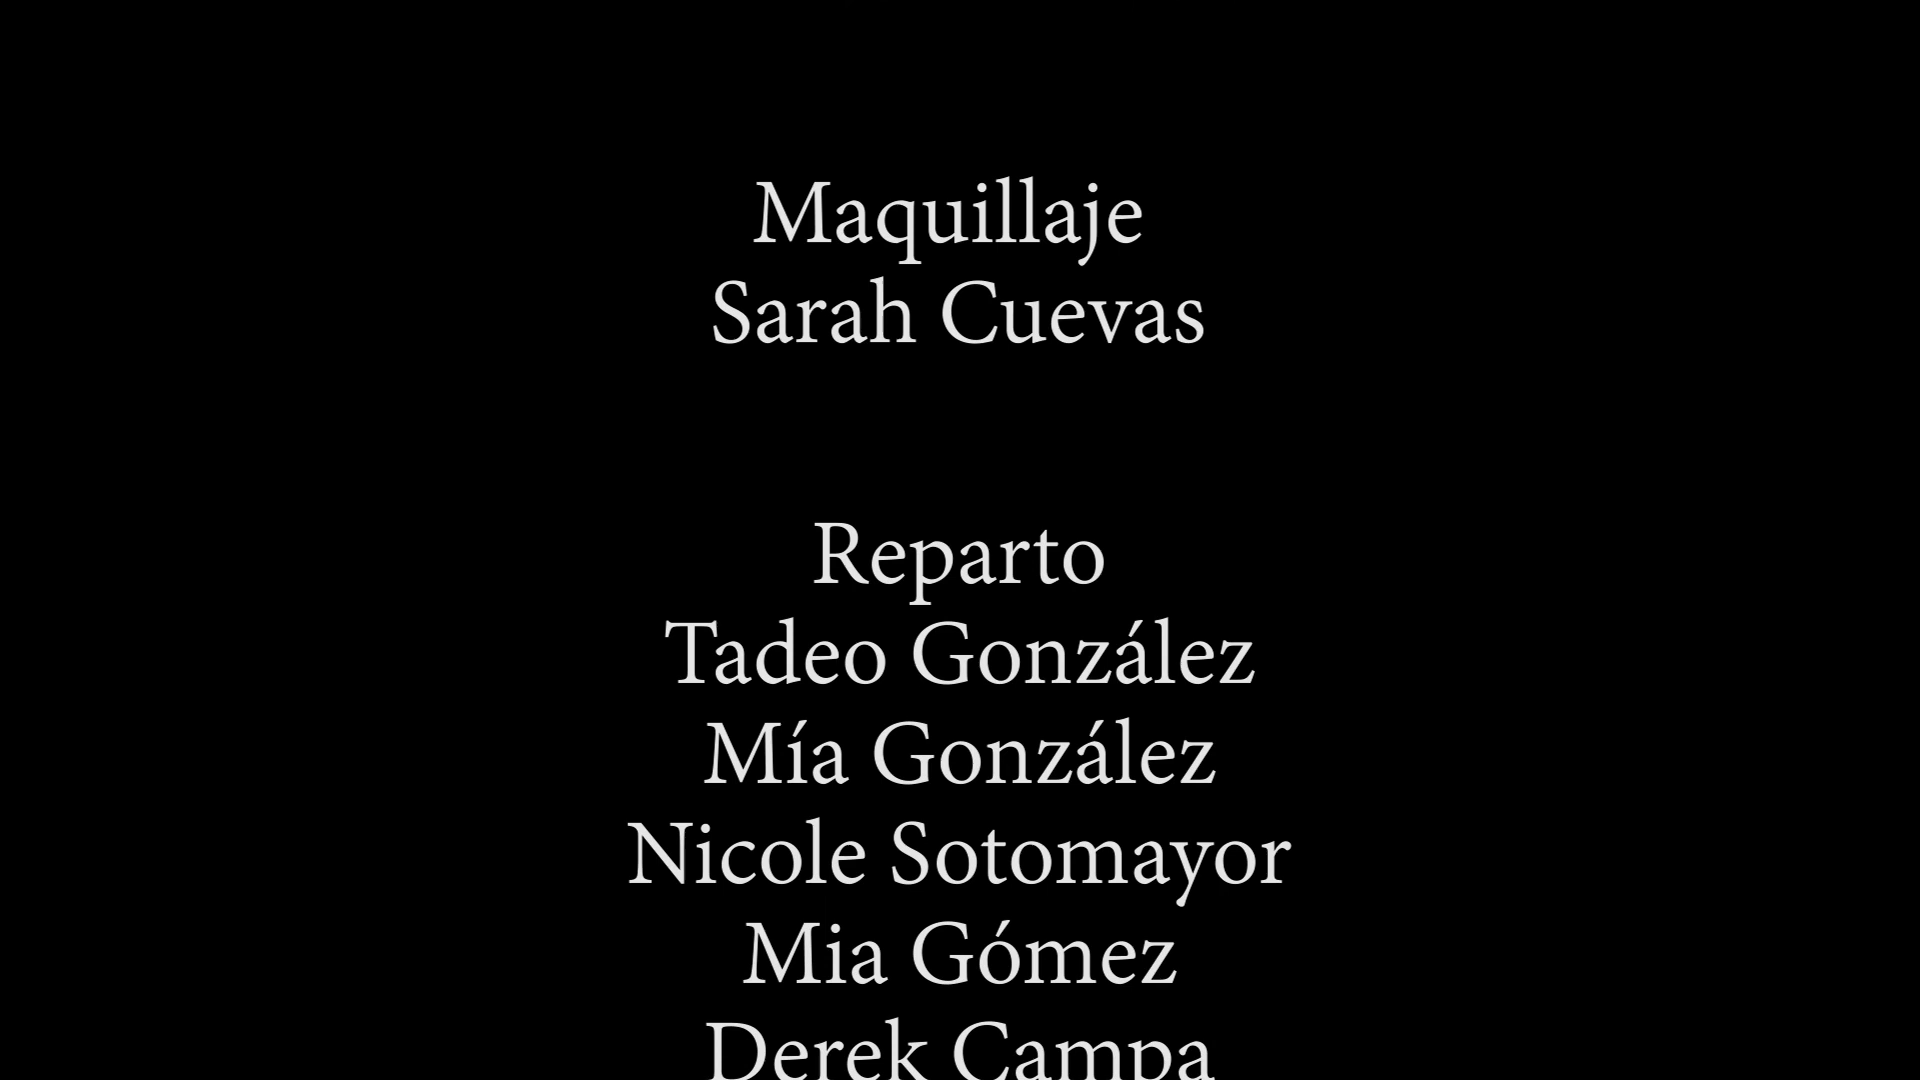 Maquillaje
Sarah Cuevas
Reparto
Tadeo González
Mía González
Nicole Sotomayor
Mia Gómez
Derek Campa